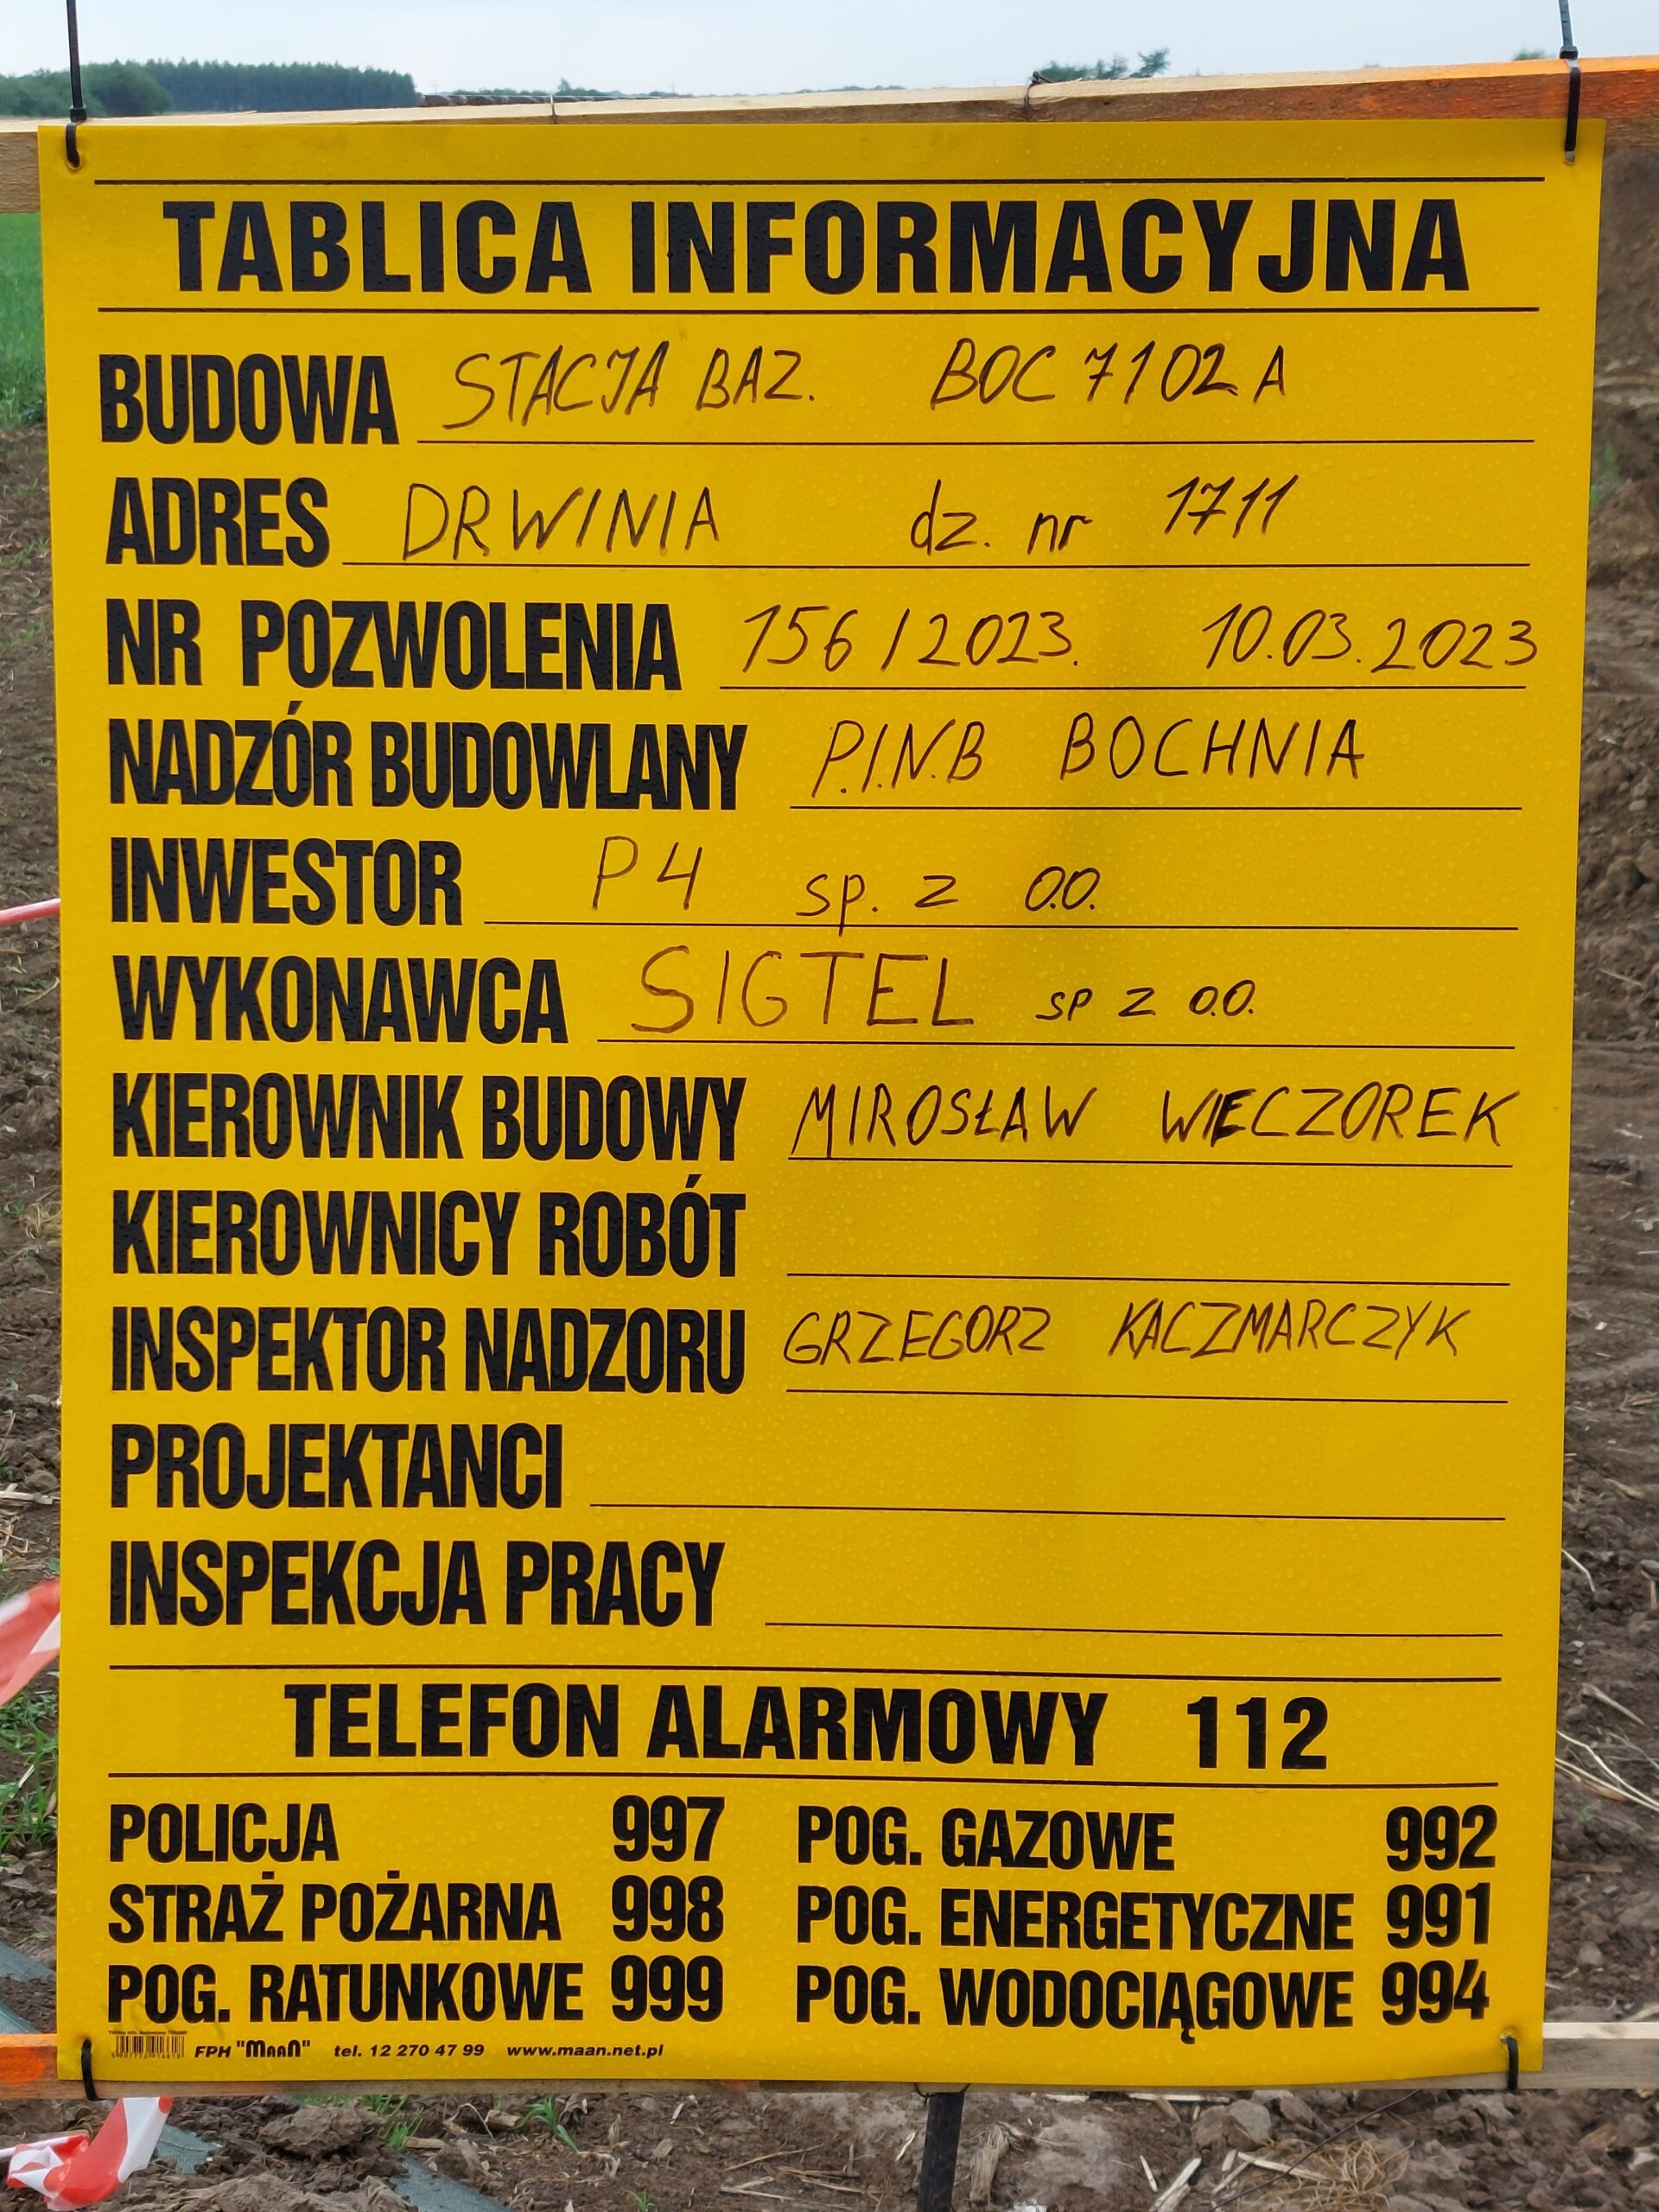 TABLICA INFORMACYJNA
BUDOWA STACJA BAZ. BOC7102A
ADRES DRWINIA dz. nr 1711
NR POZWOLENIA 156/2023. 10.03.2023
NADZÓR BUDOWLANY P.I.N.B BOCHNIA
INWESTOR P4 sp. z o.o.
WYKONAWCA SIGTEL sp z o.o.
KIEROWNIK BUDOWY MIROSŁAW WIECZOREK
KIEROWNICY ROBÓT
INSPEKTOR NADZORU GRZEGORZ KACZMARCZYK
PROJEKTANCI
INSPEKCJA PRACY
TELEFON ALARMOWY 112
POLICJA 997 POG. GAZOWE 992
STRAŻ POŻARNA 998 POG. ENERGETYCZNE 991
POG. RATUNKOWE 999 POG. WODOCIĄGOWE 994
FPH "MAAN" tel. 12 270 47 99 www.maan.net.pl